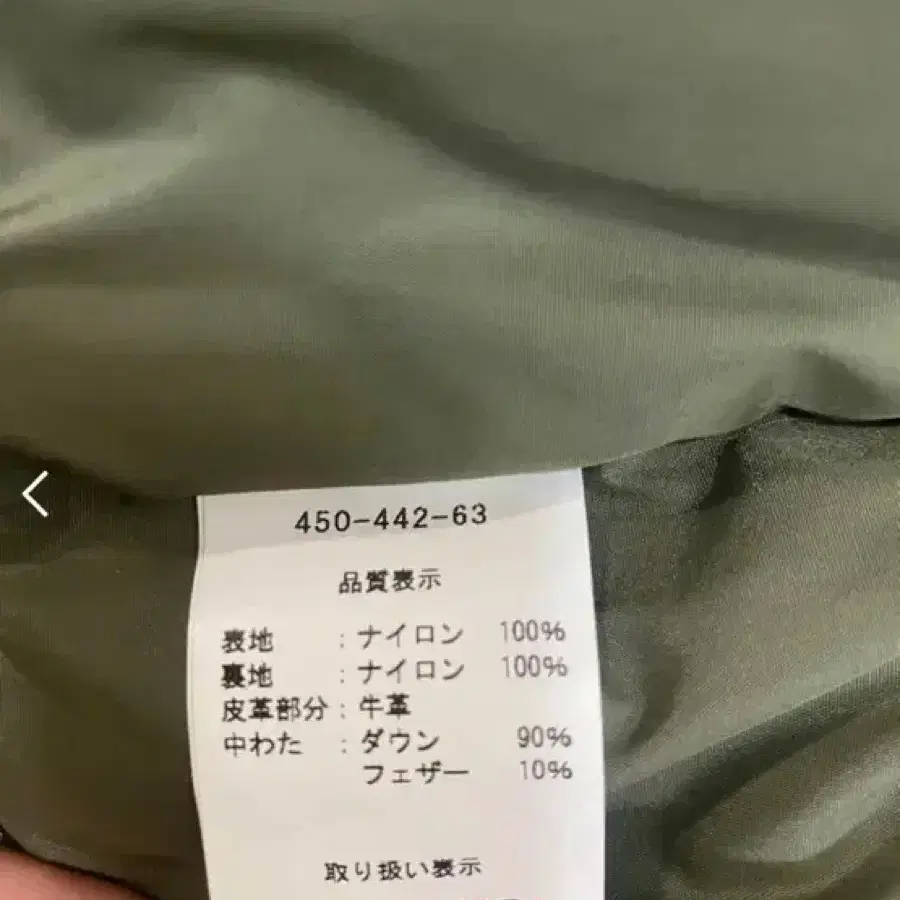 450-442-63
品質表示
表地 : ナイロン 100%
裏地 : ナイロン 100%
皮革部分 : 牛革
中わた : ダウン 90%
フェザー 10%
取り扱い表示